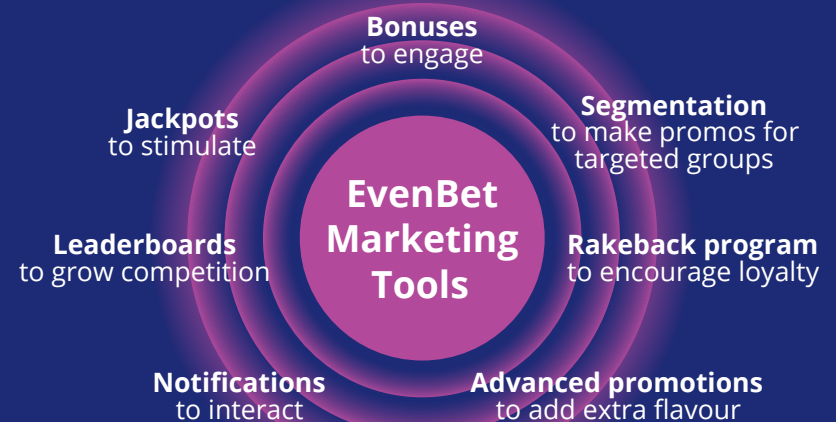 Bonuses
to engage
Jackpots
to stimulate
Segmentation
to make promos for
targeted groups
EvenBet
Marketing
Tools
Leaderboards
to grow competition
Rakeback program
to encourage loyalty
Notifications
to interact
Advanced promotions
to add extra flavour